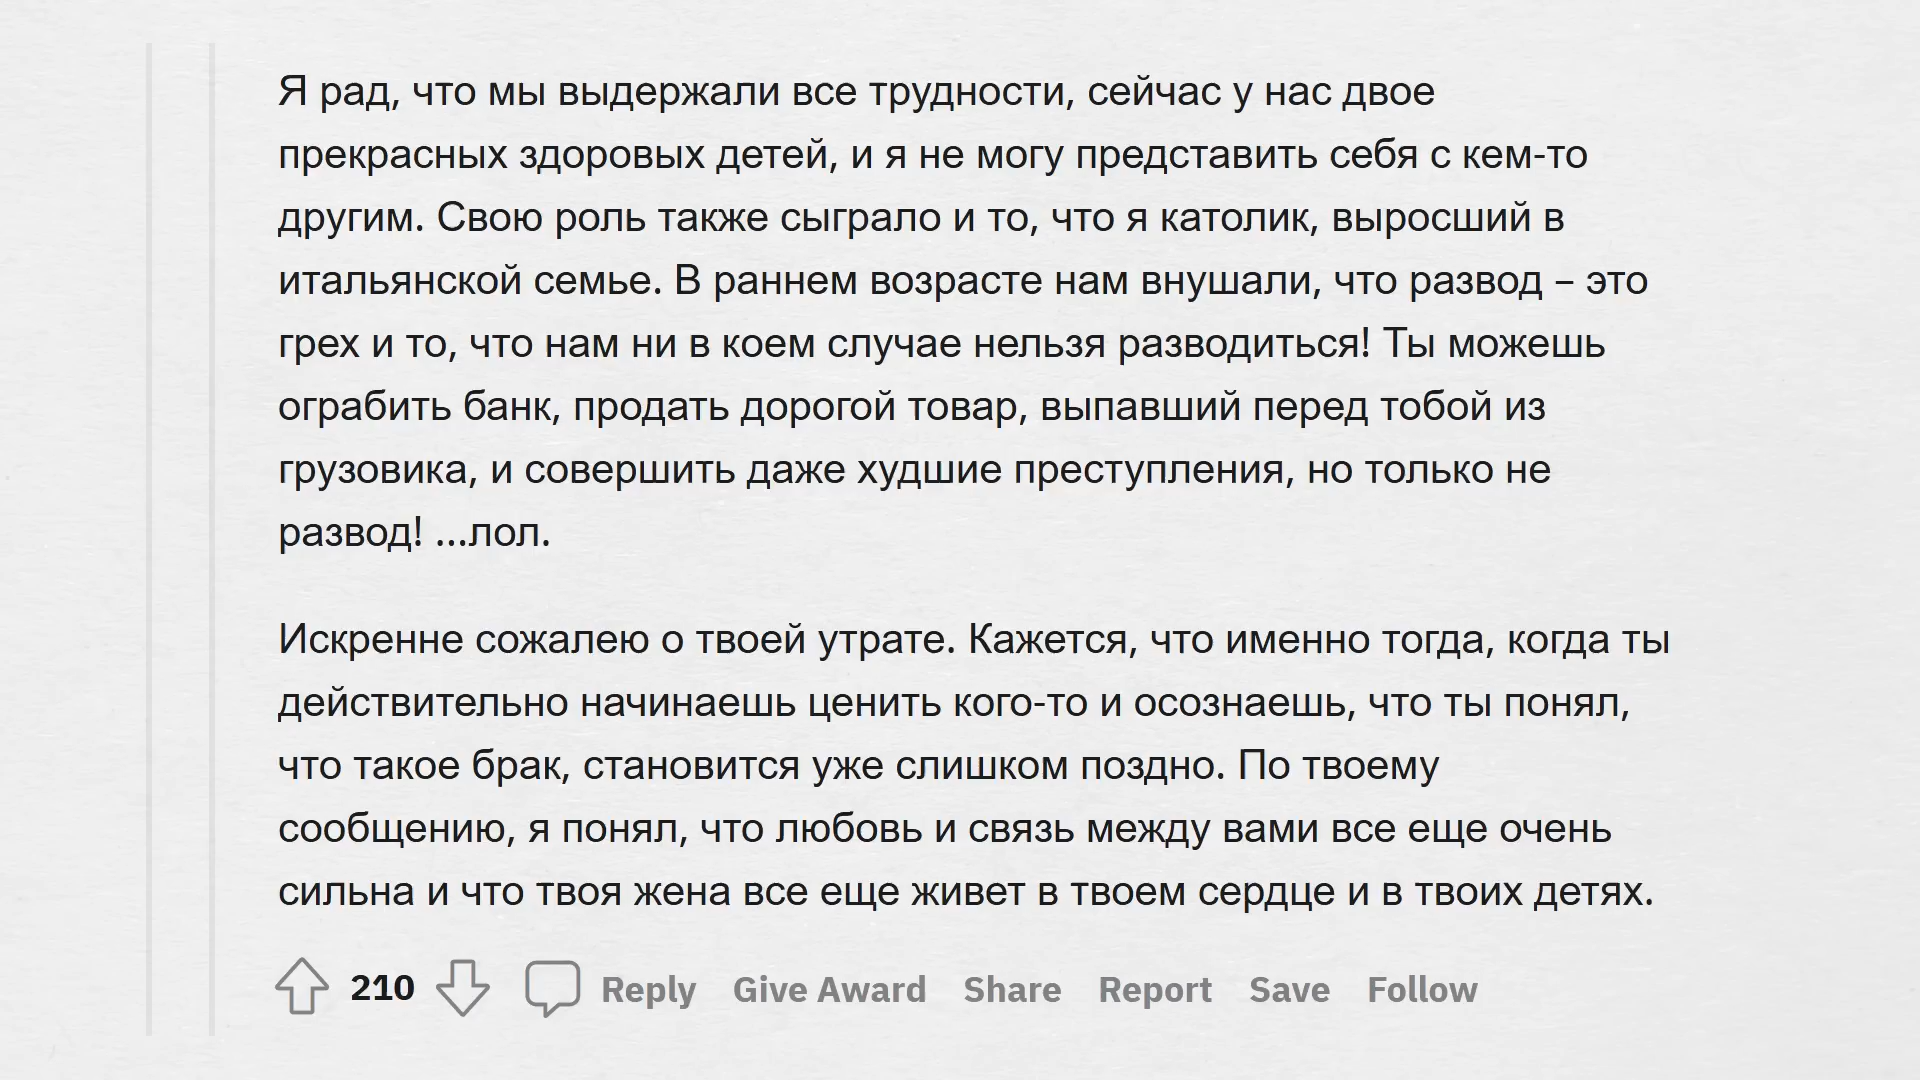 Я рад, что мы выдержали все трудности, сейчас у нас двое
прекрасных здоровых детей, и я не могу представить себя с кем-то
другим. Свою роль также сыграло и то, что я католик, выросший в
итальянской семье. В раннем возрасте нам внушали, что развод – это
грех и то, что нам ни в коем случае нельзя разводиться! Ты можешь
ограбить банк, продать дорогой товар, выпавший перед тобой из
грузовика, и совершить даже худшие преступления, но только не
развод! ...лол.
Искренне сожалею о твоей утрате. Кажется, что именно тогда, когда ты
действительно начинаешь ценить кого-то и осознаешь, что ты понял,
что такое брак, становится уже слишком поздно. По твоему
сообщению, я понял, что любовь и связь между вами все еще очень
сильна и что твоя жена все еще живет в твоем сердце и в твоих детях.
210 Reply Give Award Share Report Save Follow